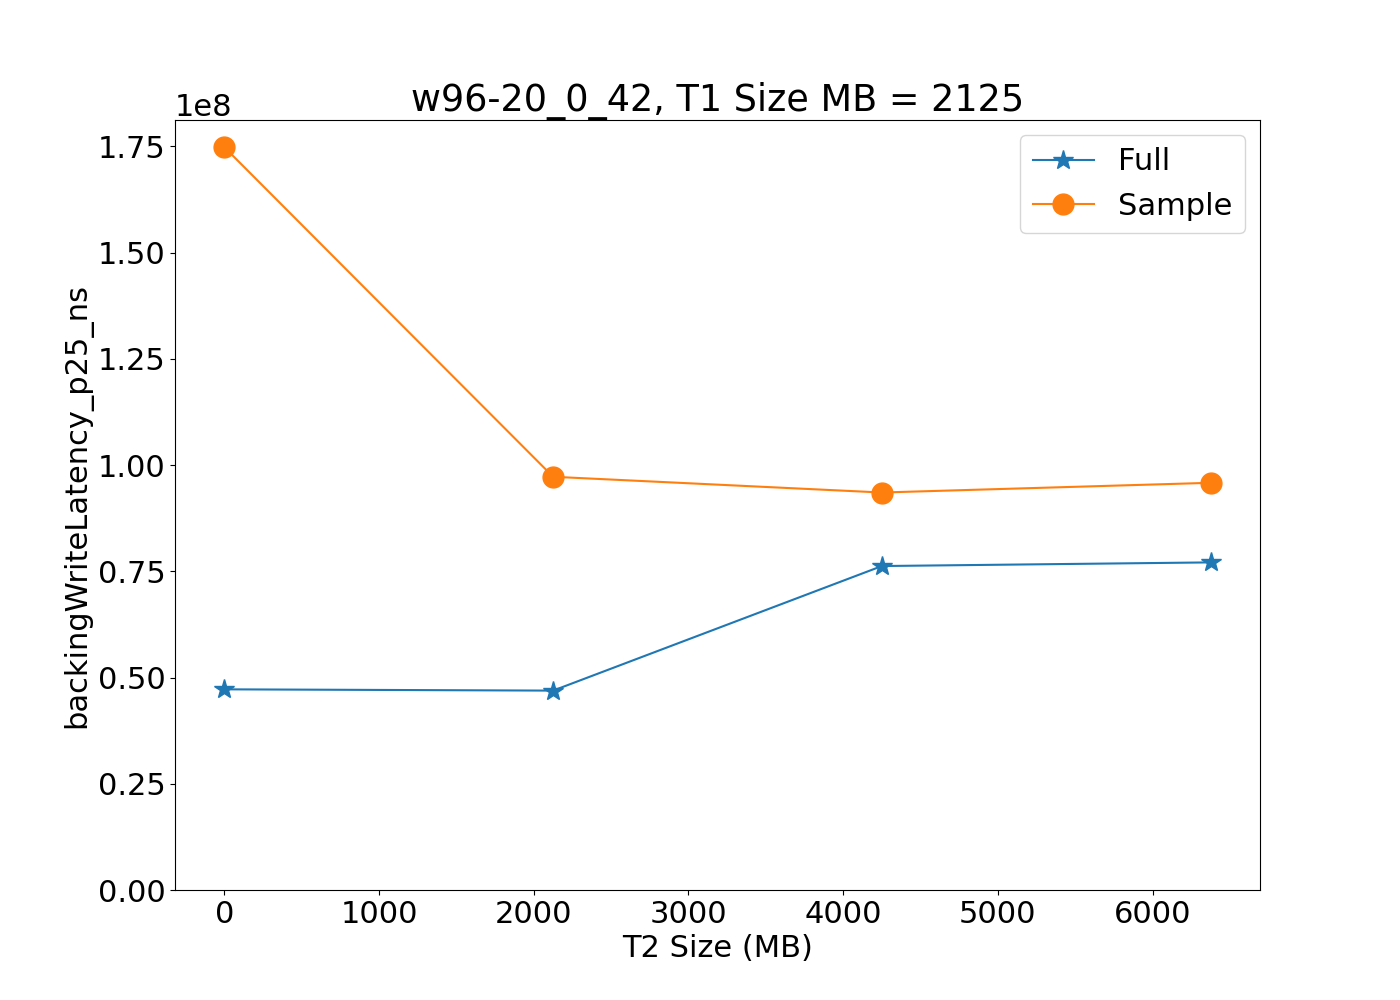 w96-20_0_42, T1 Size MB = 2125
1e8
1.75
1.50
1.25
1.00
0.75
0.50
0.25
0.00
backingWriteLatency_p25_ns
Full
Sample
0 1000 2000 3000 4000 5000 6000
T2 Size (MB)